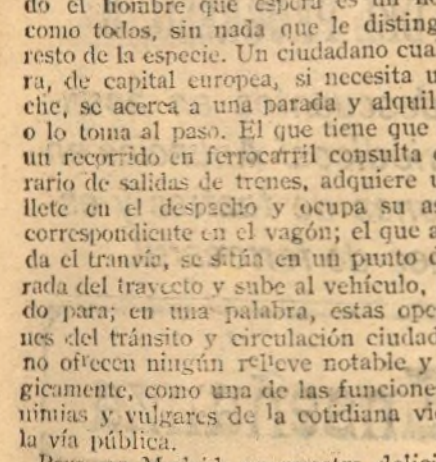 do el hombre que espera es un ho
como todos, sin nada que le disting
resto de la especie. Un ciudadano cua
ra, de capital europea, si necesita u
che, se acerca a una parada y alquil
o lo toma al paso. El que tiene que
un recorrido en ferrocarril consulta
rario de salidas de trenes, adquiere u
llete en el despacho y ocupa su as
correspondiente en el vagón; el que a
da el tranvía, se sitúa en un punto d
rada del trayecto y sube al vehículo,
do para; en una palabra, estas ope
nes del tránsito y circulación ciudad
no ofrecen ningún relieve notable y
gicamente, como una de las funcione
nimias y vulgares de la cotidiana vi
la vía pública.